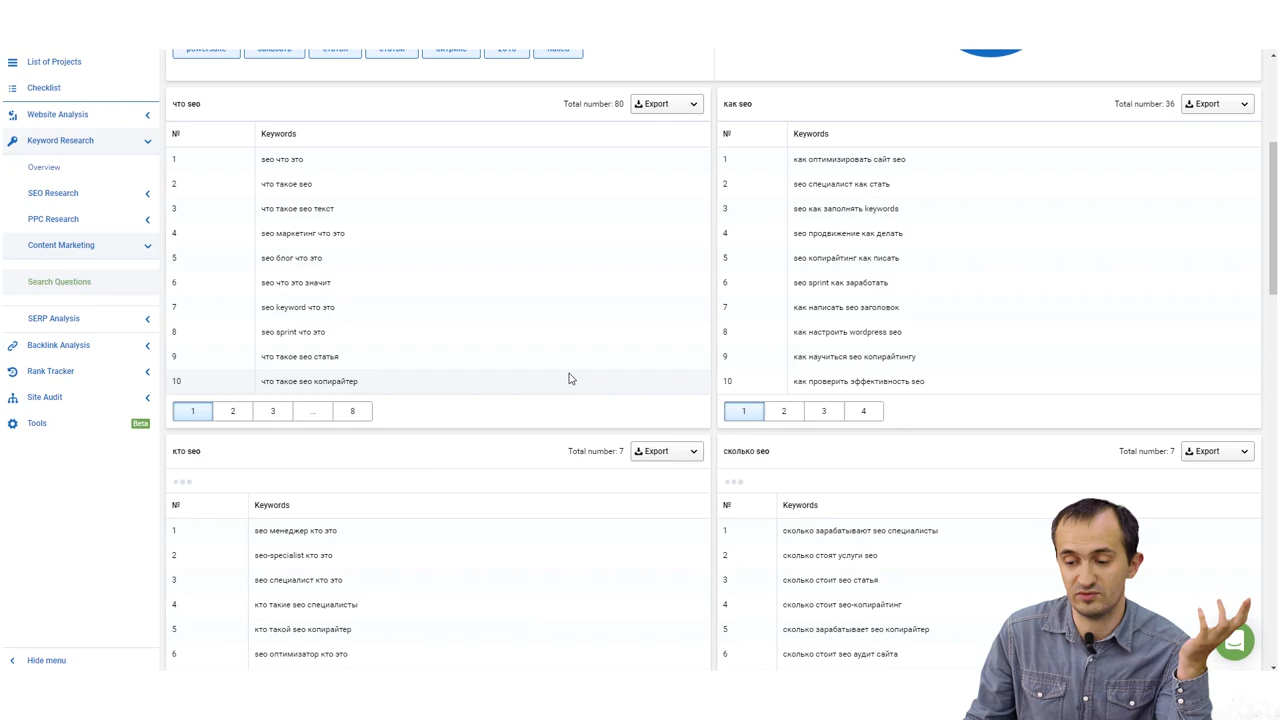 powersuite заказать статьи статьи битрикс 2018
List of Projects
Checklist
Website Analysis
Keyword Research
Overview
SEO Research
PPC Research
Content Marketing
Search Questions
SERP Analysis
Backlink Analysis
Rank Tracker
Site Audit
Tools Beta
Hide menu
что seo Total number: 80 Export
№ Keywords
1 seo что это
2 что такое seo
3 что такое seo текст
4 seo маркетинг что это
5 seo блог что это
6 seo что это значит
7 seo keyword что это
8 seo sprint что это
9 что такое seo статья
10 что такое seo копирайтер
1 2 3 ... 8
как seo Total number: 36 Export
№ Keywords
1 как оптимизировать сайт seo
2 seo специалист как стать
3 seo как заполнять keywords
4 seo продвижение как делать
5 seo копирайтинг как писать
6 seo sprint как заработать
7 как написать seo заголовок
8 как настроить wordpress seo
9 как научиться seo копирайтингу
10 как проверить эффективность seo
1 2 3 4
кто seo Total number: 7 Export
№ Keywords
1 seo менеджер кто это
2 seo-specialist кто это
3 seo специалист кто это
4 кто такие seo специалисты
5 кто такой seo копирайтер
6 seo оптимизатор кто это
сколько seo Total number: 7 Export
№ Keywords
1 сколько зарабатывают seo специалисты
2 сколько стоят услуги seo
3 сколько стоит seo статья
4 сколько стоит seo-копирайтинг
5 сколько зарабатывает seo копирайтер
6 сколько стоит seo аудит сайта